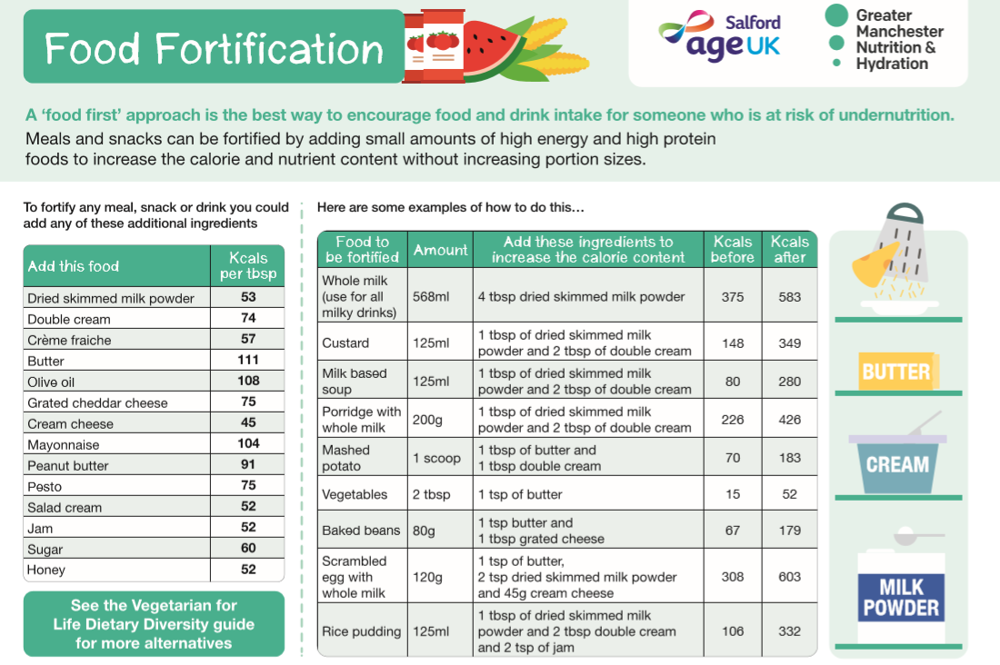 Food Fortification
Salford
age UK
Greater
Manchester
Nutrition &
Hydration
A ‘food first’ approach is the best way to encourage food and drink intake for someone who is at risk of undernutrition.
Meals and snacks can be fortified by adding small amounts of high energy and high protein
foods to increase the calorie and nutrient content without increasing portion sizes.
To fortify any meal, snack or drink you could
add any of these additional ingredients
Add this food
Kcals
per tbsp
Dried skimmed milk powder 53
Double cream 74
Crème fraiche 57
Butter 111
Olive oil 108
Grated cheddar cheese 75
Cream cheese 45
Mayonnaise 104
Peanut butter 91
Pesto 75
Salad cream 52
Jam 52
Sugar 60
Honey 52
See the Vegetarian for
Life Dietary Diversity guide
for more alternatives
Here are some examples of how to do this...
Food to
be fortified
Amount
Add these ingredients to
increase the calorie content
Kcals
before
Kcals
after
Whole milk
(use for all
milky drinks)
568ml
4 tbsp dried skimmed milk powder
375
583
Custard
125ml
1 tbsp of dried skimmed milk
powder and 2 tbsp of double cream
148
349
Milk based
soup
125ml
1 tbsp of dried skimmed milk
powder and 2 tbsp of double cream
80
280
Porridge with
whole milk
200g
1 tbsp of dried skimmed milk
powder and 2 tbsp of double cream
226
426
Mashed
potato
1 scoop
1 tbsp of butter and
1 tbsp double cream
70
183
Vegetables
2 tbsp
1 tsp of butter
15
52
Baked beans
80g
1 tsp butter and
1 tbsp grated cheese
67
179
Scrambled
egg with
whole milk
120g
1 tsp of butter,
2 tsp dried skimmed milk powder
and 45g cream cheese
308
603
Rice pudding
125ml
1 tbsp of dried skimmed milk
powder and 2 tbsp double cream
and 2 tsp of jam
106
332
BUTTER
CREAM
MILK
POWDER